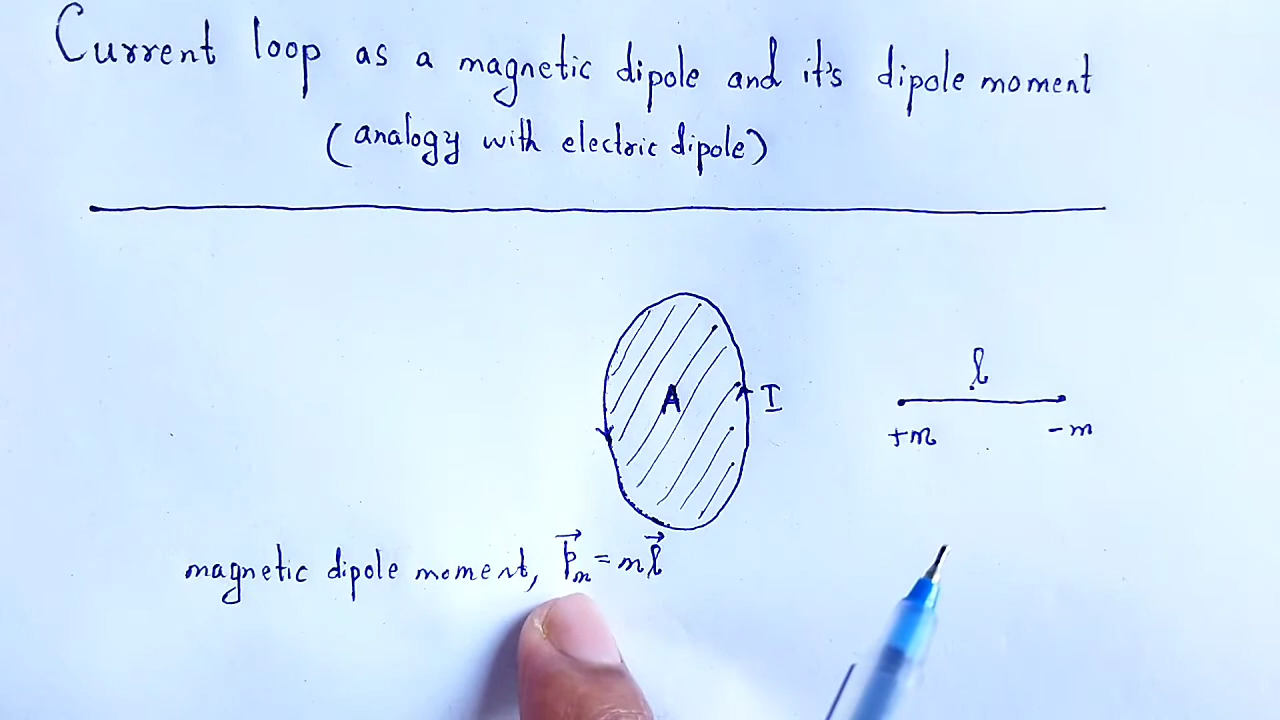 Current loop as a magnetic dipole and it's dipole moment
(analogy with electric dipole)
A
I
l
+m
-m
magnetic dipole moment, p⃗m = m l⃗